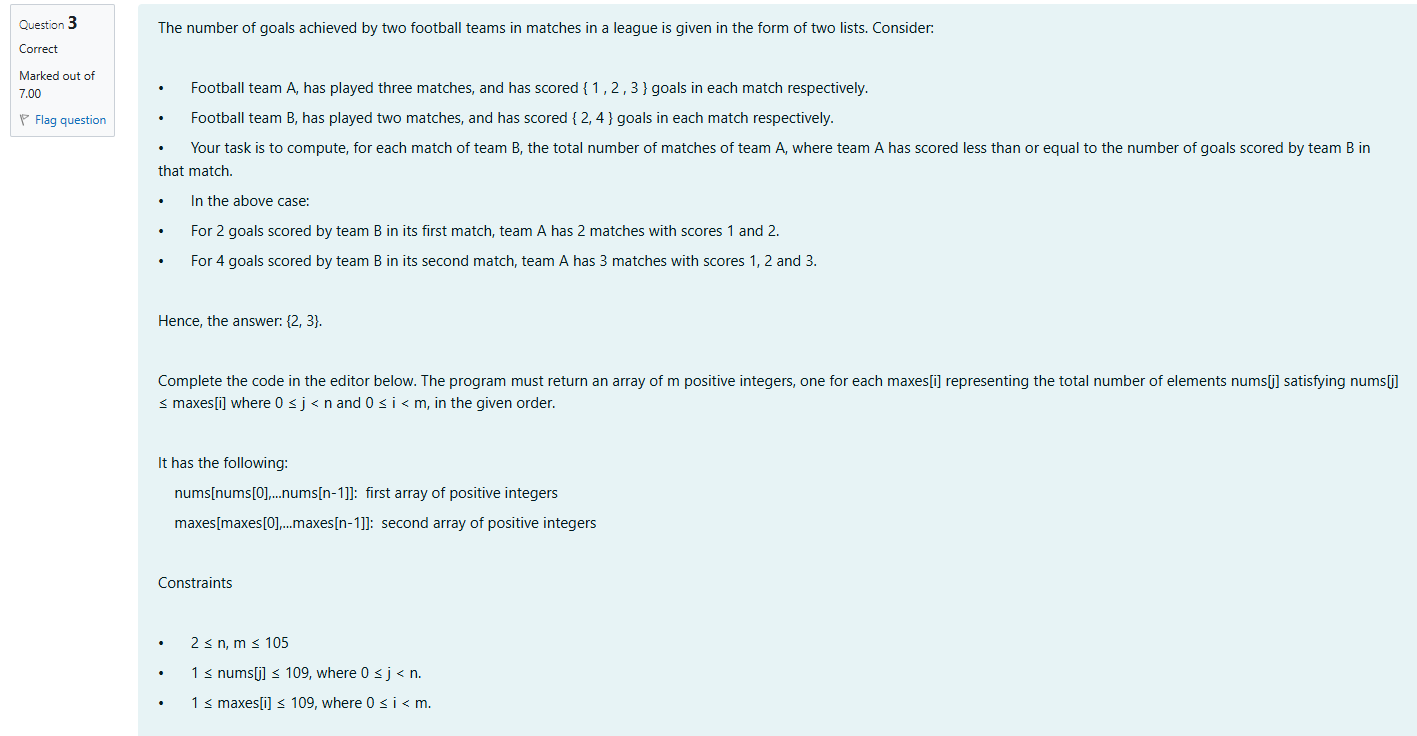 Question 3
Correct
Marked out of
7.00
Flag question
The number of goals achieved by two football teams in matches in a league is given in the form of two lists. Consider:
• Football team A, has played three matches, and has scored { 1 , 2 , 3 } goals in each match respectively.
• Football team B, has played two matches, and has scored { 2, 4 } goals in each match respectively.
• Your task is to compute, for each match of team B, the total number of matches of team A, where team A has scored less than or equal to the number of goals scored by team B in
that match.
• In the above case:
• For 2 goals scored by team B in its first match, team A has 2 matches with scores 1 and 2.
• For 4 goals scored by team B in its second match, team A has 3 matches with scores 1, 2 and 3.
Hence, the answer: {2, 3}.
Complete the code in the editor below. The program must return an array of m positive integers, one for each maxes[i] representing the total number of elements nums[j] satisfying nums[j]
≤ maxes[i] where 0 ≤ j < n and 0 ≤ i < m, in the given order.
It has the following:
nums[nums[0],...nums[n-1]]: first array of positive integers
maxes[maxes[0],...maxes[n-1]]: second array of positive integers
Constraints
• 2 ≤ n, m ≤ 105
• 1 ≤ nums[j] ≤ 109, where 0 ≤ j < n.
• 1 ≤ maxes[i] ≤ 109, where 0 ≤ i < m.